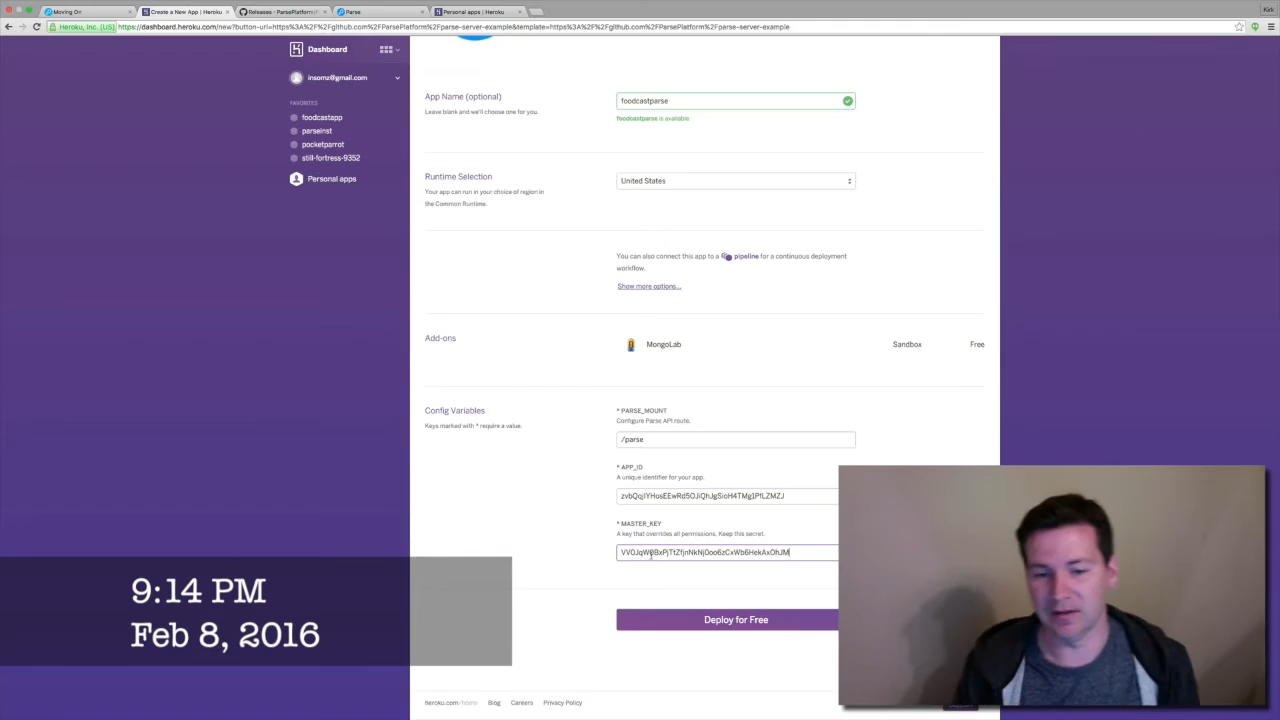 Moving On
Create a New App | Heroku
Releases · ParsePlatform/
Parse
Personal apps | Heroku
Kirk
Heroku, Inc. [US]
https://dashboard.heroku.com/new?button-url=https%3A%2F%2Fgithub.com%2FParsePlatform%2Fparse-server-example&template=https%3A%2F%2Fgithub.com%2FParsePlatform%2Fparse-server-example
Dashboard
insomz@gmail.com
FAVORITES
foodcastapp
parseinst
pocketparrot
still-fortress-9352
Personal apps
App Name (optional)
Leave blank and we'll choose one for you.
foodcastparse
foodcastparse is available
Runtime Selection
Your app can run in your choice of region in
the Common Runtime.
United States
You can also connect this app to a pipeline for a continuous deployment
workflow.
Show more options...
Add-ons
MongoLab
Sandbox
Free
Config Variables
Keys marked with * require a value.
* PARSE_MOUNT
Configure Parse API route.
/parse
* APP_ID
A unique identifier for your app.
* MASTER_KEY
A key that overrides all permissions. Keep this secret.
Deploy for Free
9:14 PM
Feb 8, 2016
heroku.com/home
Blog
Careers
Privacy Policy